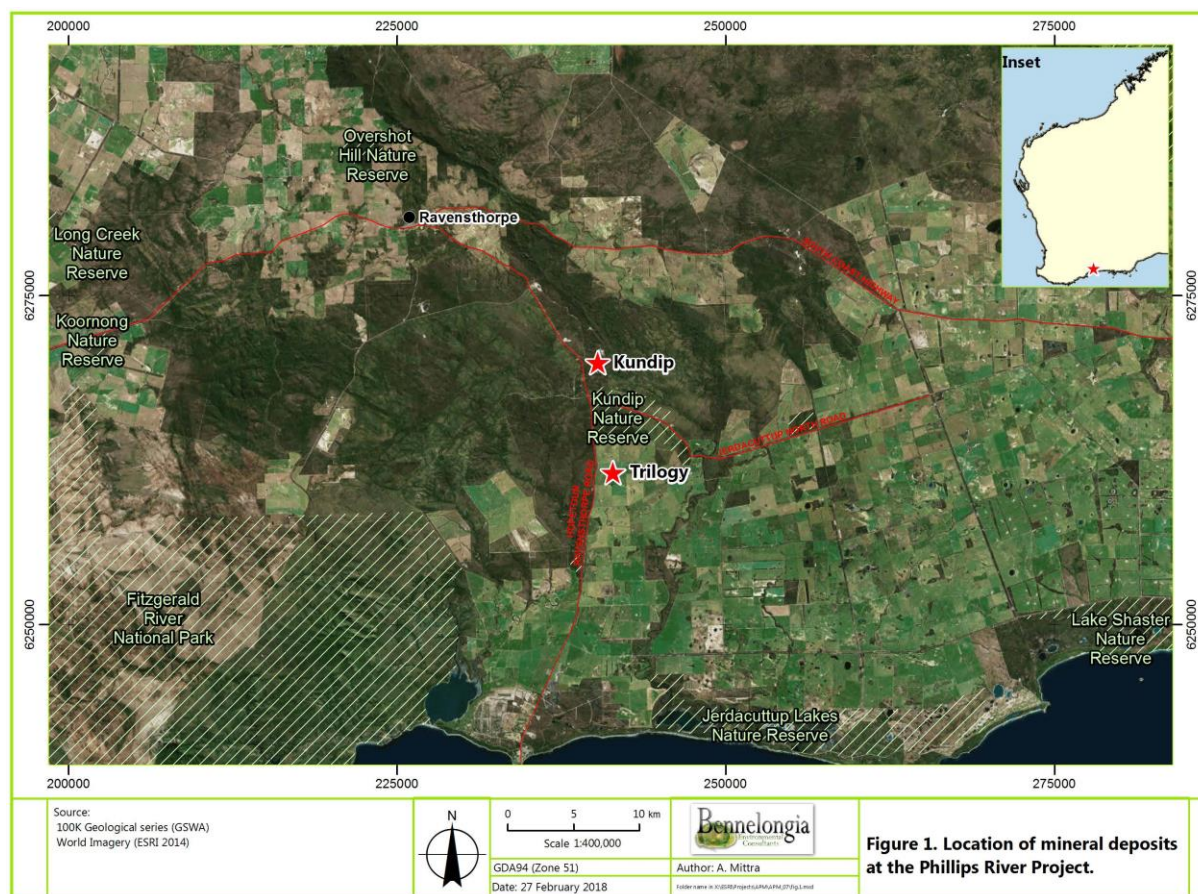 200000 225000 250000 275000
Inset
Overshot
Hill Nature
Reserve
Ravensthorpe
Long Creek
Nature
Reserve
6275000
6275000
Koornong
Nature
Reserve
Kundip
Kundip
Nature
Reserve
Trilogy
Fitzgerald
River
National Park
6250000
6250000
Lake Shaster
Nature
Reserve
Jerdacuttup Lakes
Nature Reserve
200000 225000 250000 275000
Source:
100K Geological series (GSWA)
World Imagery (ESRI 2014)
N
0 5 10 km
Scale 1:400,000
GDA94 (Zone 51)
Date: 27 February 2018
Bennelongia
Environmental
Consultants
Author: A. Mittra
Figure 1. Location of mineral deposits
at the Phillips River Project.